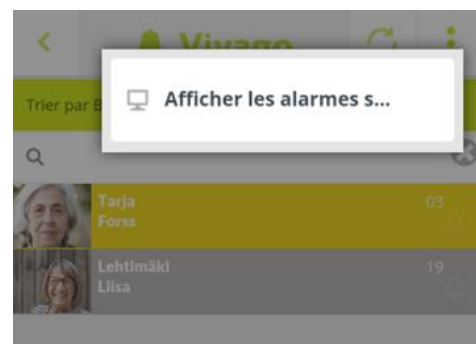 Vivago
Afficher les alarmes s...
Trier par B
Tarja 03
Forss
Lehtimäki 19
Liisa